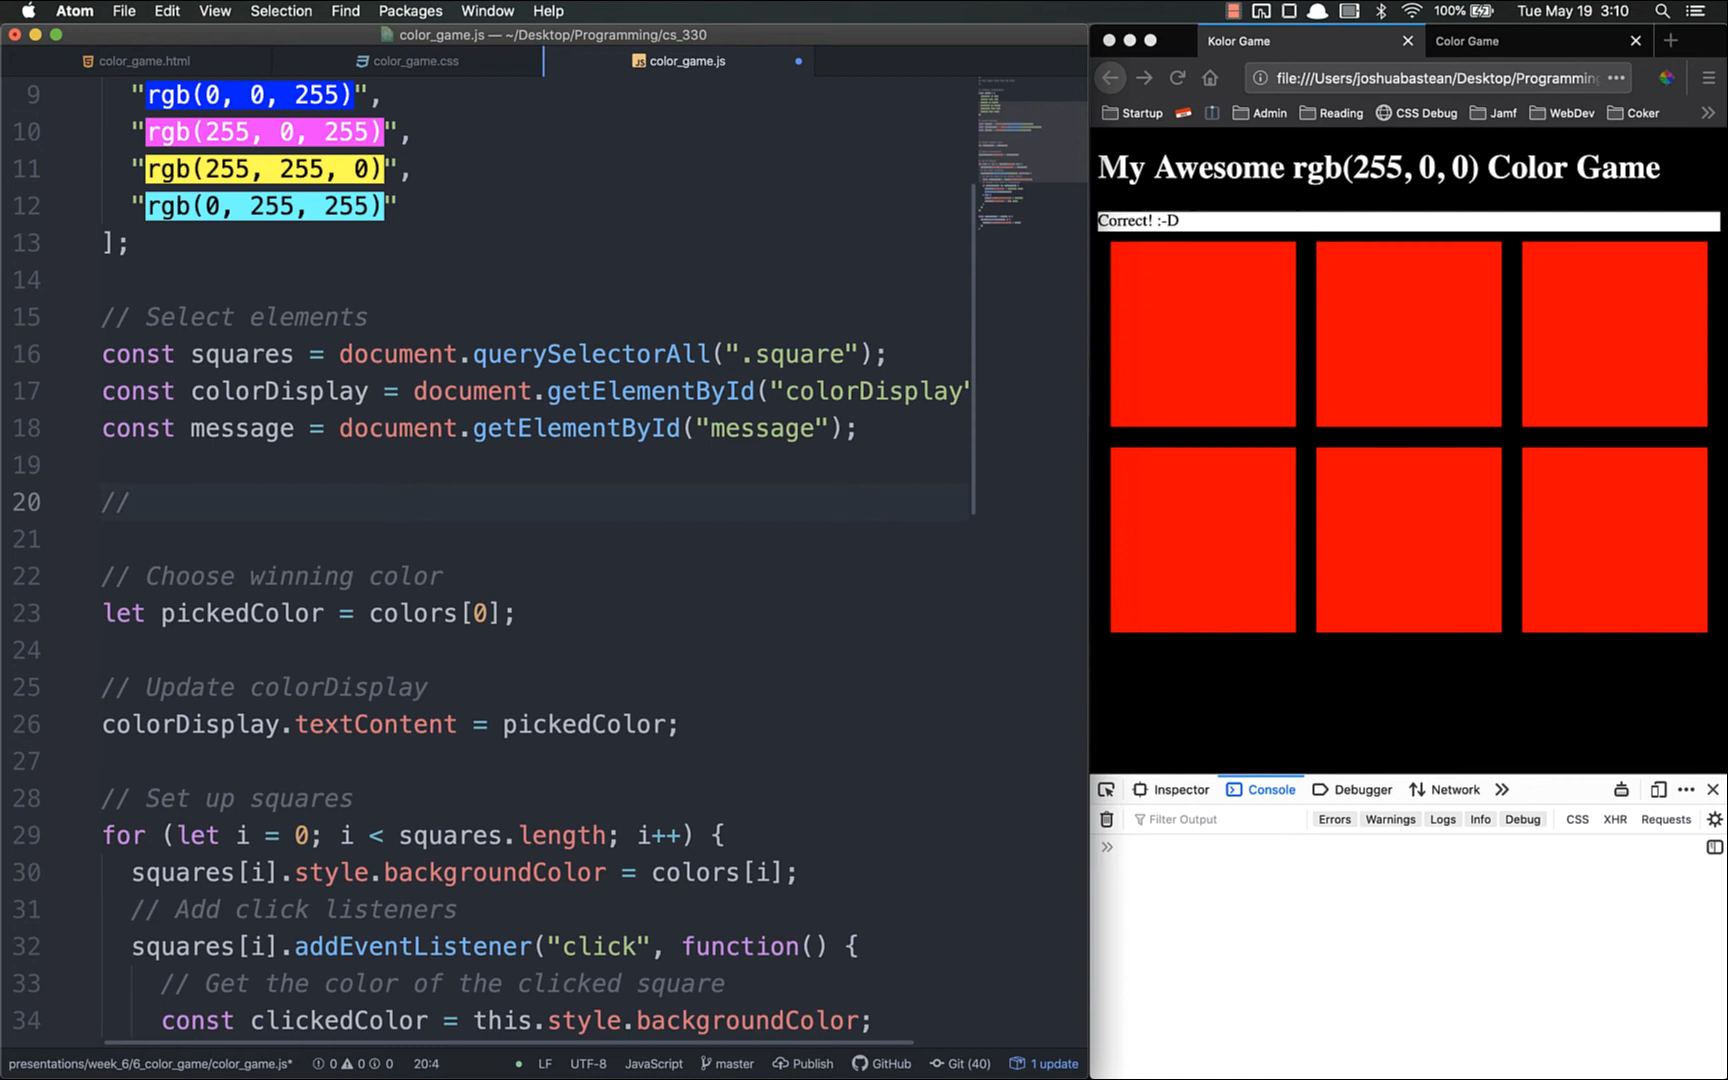 Atom File Edit View Selection Find Packages Window Help 100% Tue May 19 3:10
color_game.js — ~/Desktop/Programming/cs_330
color_game.html color_game.css color_game.js
9 "rgb(0, 0, 255)",
10 "rgb(255, 0, 255)",
11 "rgb(255, 255, 0)",
12 "rgb(0, 255, 255)"
13 ];
14
15 // Select elements
16 const squares = document.querySelectorAll(".square");
17 const colorDisplay = document.getElementById("colorDisplay"
18 const message = document.getElementById("message");
19
20 //
21
22 // Choose winning color
23 let pickedColor = colors[0];
24
25 // Update colorDisplay
26 colorDisplay.textContent = pickedColor;
27
28 // Set up squares
29 for (let i = 0; i < squares.length; i++) {
30 squares[i].style.backgroundColor = colors[i];
31 // Add click listeners
32 squares[i].addEventListener("click", function() {
33 // Get the color of the clicked square
34 const clickedColor = this.style.backgroundColor;
presentations/week_6/6_color_game/color_game.js* 0 0 0 20:4 LF UTF-8 JavaScript master Publish GitHub Git (40) 1 update
Kolor Game Color Game
file:///Users/joshuabastean/Desktop/Programmin
Startup Admin Reading CSS Debug Jamf WebDev Coker
My Awesome rgb(255, 0, 0) Color Game
Correct! :-D
Inspector Console Debugger Network
Filter Output Errors Warnings Logs Info Debug CSS XHR Requests